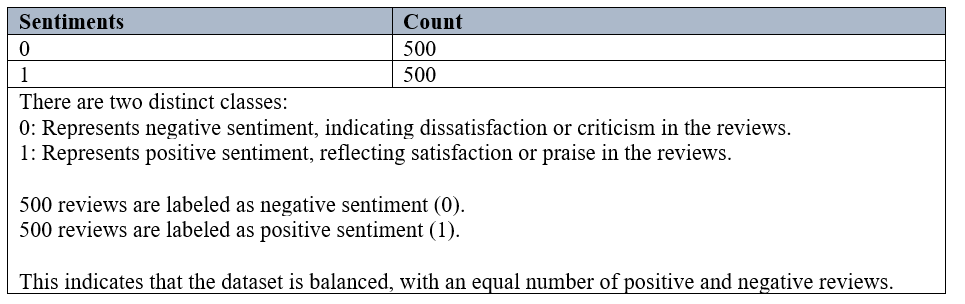 Sentiments Count
0 500
1 500
There are two distinct classes:
0: Represents negative sentiment, indicating dissatisfaction or criticism in the reviews.
1: Represents positive sentiment, reflecting satisfaction or praise in the reviews.
500 reviews are labeled as negative sentiment (0).
500 reviews are labeled as positive sentiment (1).
This indicates that the dataset is balanced, with an equal number of positive and negative reviews.